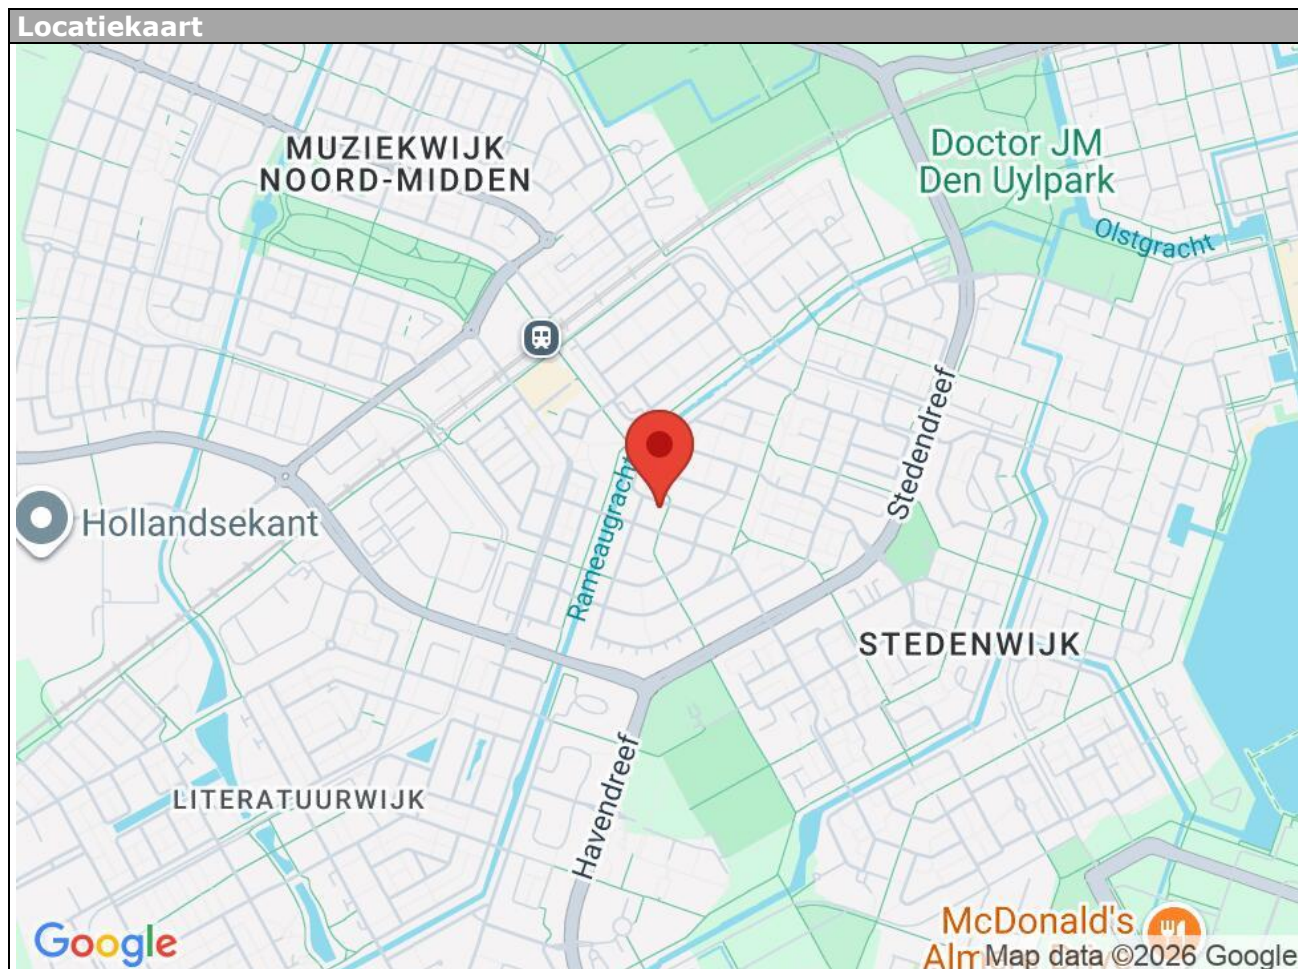 Locatiekaart
MUZIEKWIJK
NOORD-MIDDEN
Doctor JM
Den Uylpark
Olstgracht
Stedendreef
Rameaugracht
Hollandsekant
STEDENWIJK
LITERATUURWIJK
Havendreef
McDonald's
Google
Map data ©2026 Google